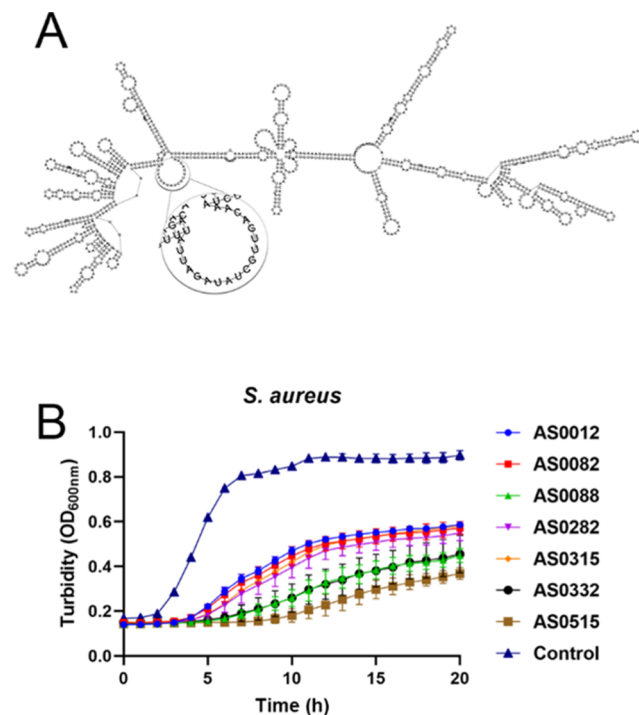 A
S. aureus
B
AS0012
AS0082
AS0088
AS0282
AS0315
AS0332
AS0515
Control
Turbidity (OD600nm)
1.0
0.8
0.6
0.4
0.2
0.0
0
5
10
15
20
Time (h)